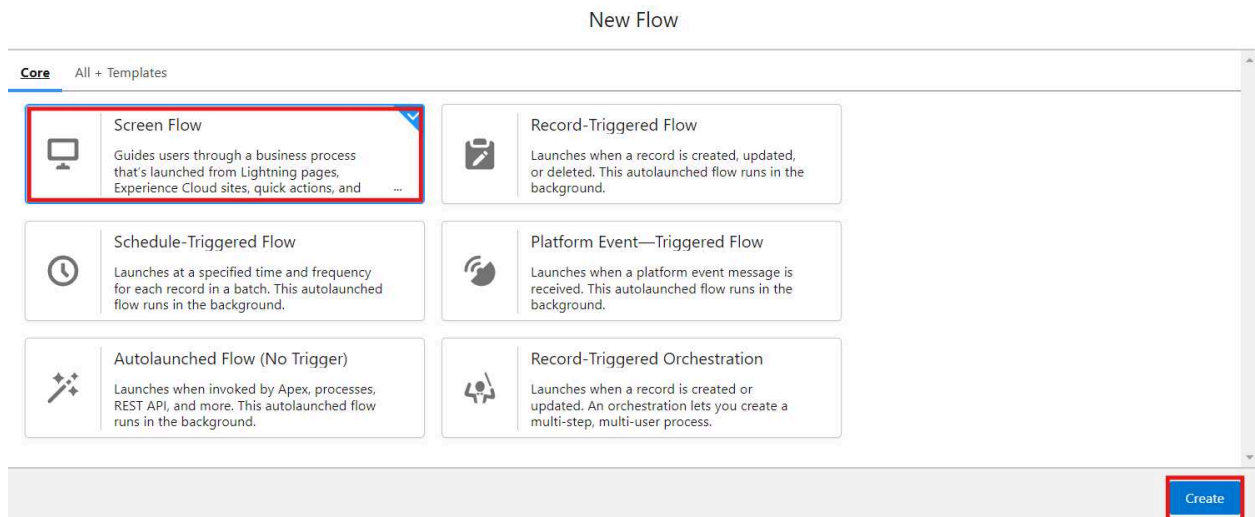 New Flow
Core All + Templates
Screen Flow
Guides users through a business process
that's launched from Lightning pages,
Experience Cloud sites, quick actions, and ...
Record-Triggered Flow
Launches when a record is created, updated,
or deleted. This autolaunched flow runs in the
background.
Schedule-Triggered Flow
Launches at a specified time and frequency
for each record in a batch. This autolaunched
flow runs in the background.
Platform Event—Triggered Flow
Launches when a platform event message is
received. This autolaunched flow runs in the
background.
Autolaunched Flow (No Trigger)
Launches when invoked by Apex, processes,
REST API, and more. This autolaunched flow
runs in the background.
Record-Triggered Orchestration
Launches when a record is created or
updated. An orchestration lets you create a
multi-step, multi-user process.
Create